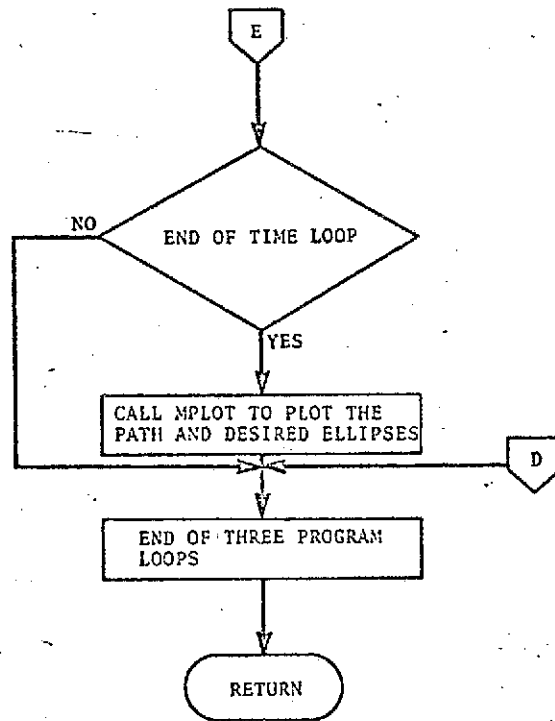 E
END OF TIME LOOP
NO
YES
CALL MPLOT TO PLOT THE
PATH AND DESIRED ELLIPSES
D
END OF THREE PROGRAM
LOOPS
RETURN